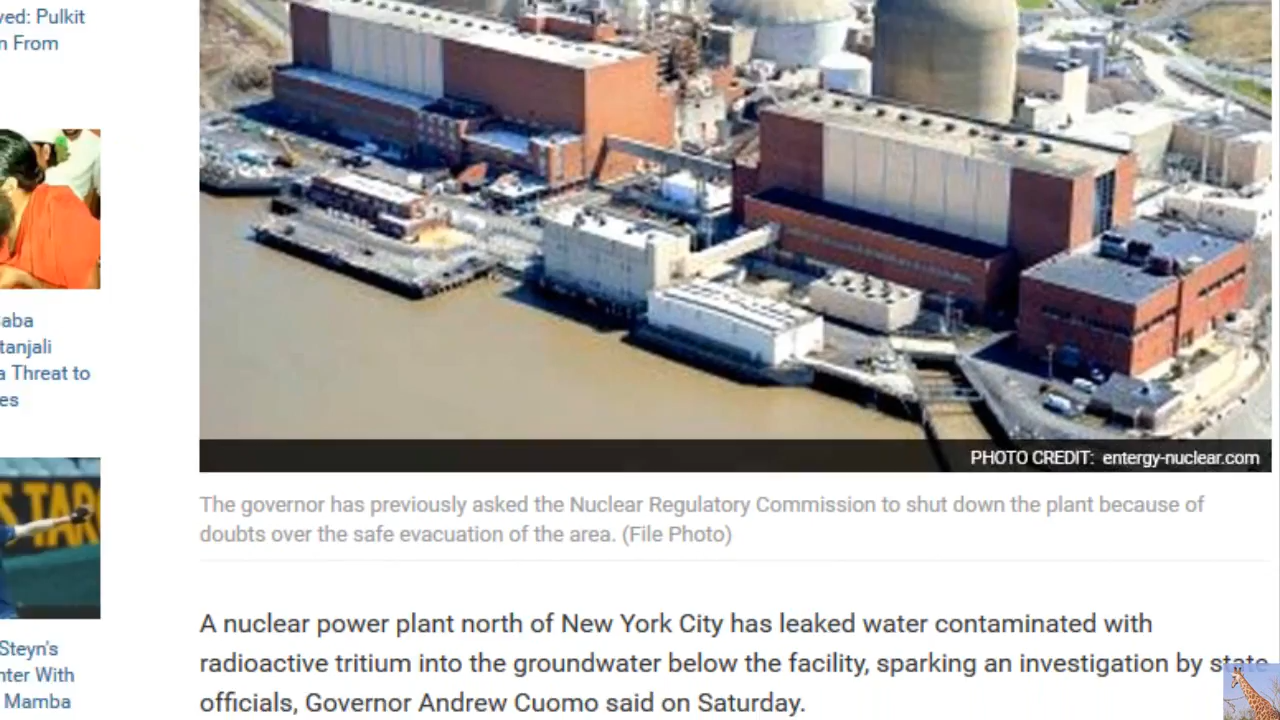 ved: Pulkit
n From
aba
tanjali
a Threat to
es
S TAR
Steyn's
nter With
Mamba
PHOTO CREDIT: entergy-nuclear.com
The governor has previously asked the Nuclear Regulatory Commission to shut down the plant because of
doubts over the safe evacuation of the area. (File Photo)
A nuclear power plant north of New York City has leaked water contaminated with
radioactive tritium into the groundwater below the facility, sparking an investigation by state
officials, Governor Andrew Cuomo said on Saturday.